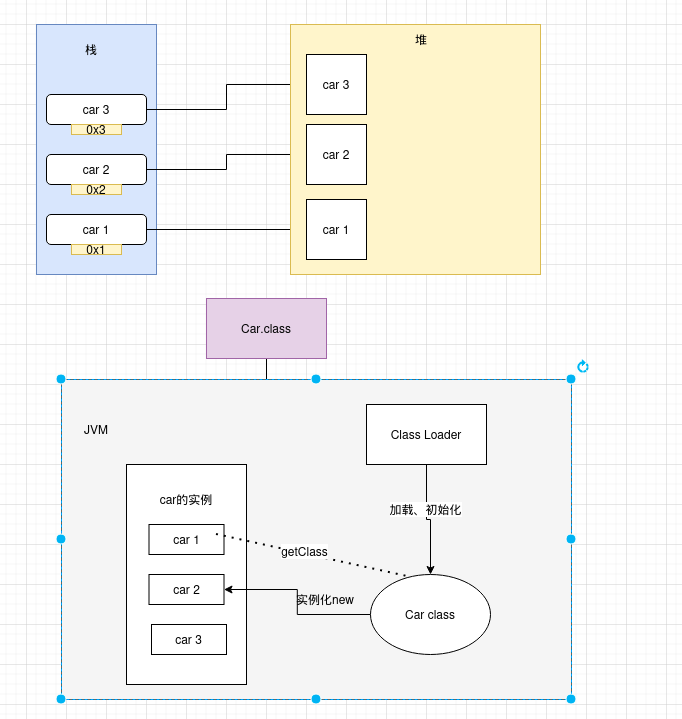 栈
堆
car 3
0x3
car 3
car 2
0x2
car 2
car 1
0x1
car 1
Car.class
JVM
Class Loader
加载、初始化
car的实例
car 1
getClass
car 2
实例化new
Car class
car 3